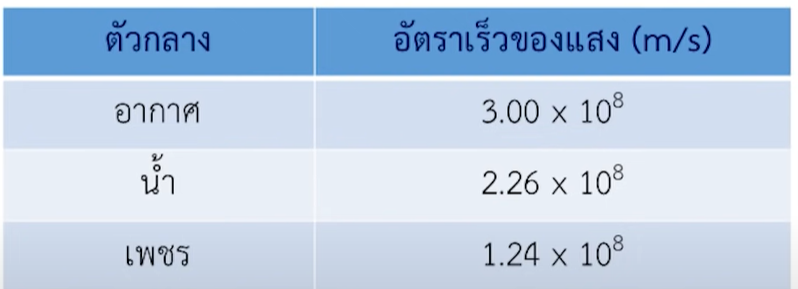 ตัวกลาง อัตราเร็วของแสง (m/s)
อากาศ 3.00 x 10⁸
น้ำ 2.26 x 10⁸
เพชร 1.24 x 10⁸